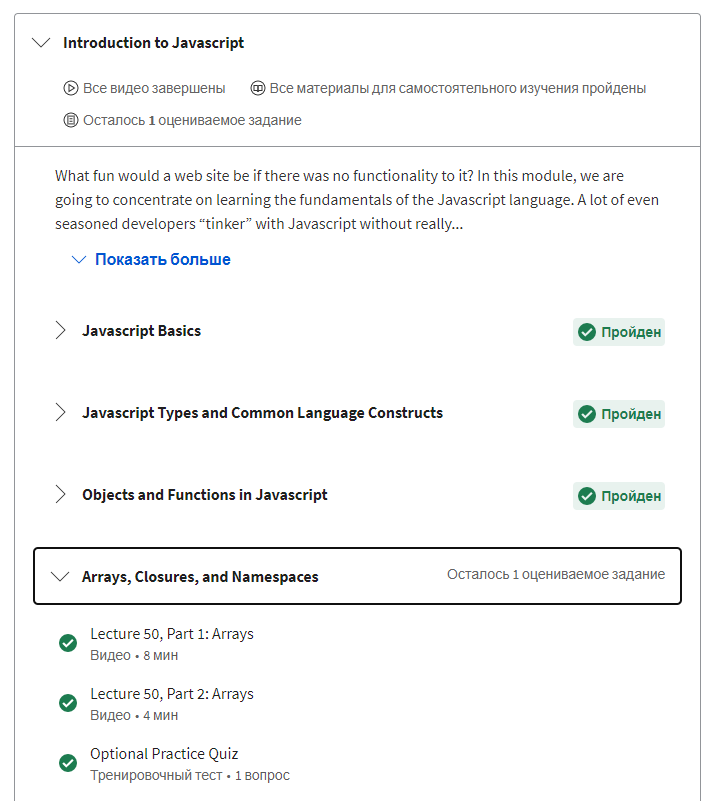 Introduction to Javascript
Все видео завершены
Все материалы для самостоятельного изучения пройдены
Осталось 1 оцениваемое задание
What fun would a web site be if there was no functionality to it? In this module, we are
going to concentrate on learning the fundamentals of the Javascript language. A lot of even
seasoned developers “tinker” with Javascript without really...
Показать больше
Javascript Basics
Пройден
Javascript Types and Common Language Constructs
Пройден
Objects and Functions in Javascript
Пройден
Arrays, Closures, and Namespaces
Осталось 1 оцениваемое задание
Lecture 50, Part 1: Arrays
Видео • 8 мин
Lecture 50, Part 2: Arrays
Видео • 4 мин
Optional Practice Quiz
Тренировочный тест • 1 вопрос